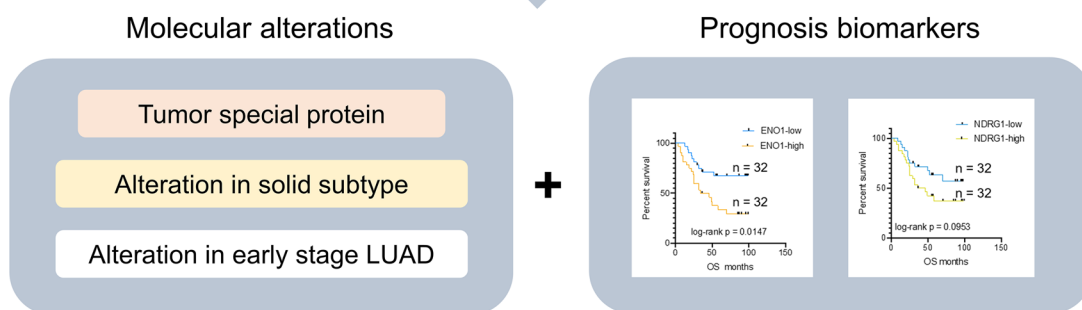 Molecular alterations
Tumor special protein
Alteration in solid subtype
Alteration in early stage LUAD
+
Prognosis biomarkers
ENO1-low
ENO1-high
n = 32
n = 32
log-rank p = 0.0147
Percent survival
100
50
0
0 50 100 150
OS months
NDRG1-low
NDRG1-high
n = 32
n = 32
log-rank p = 0.0953
Percent survival
100
50
0
0 50 100 150
OS months